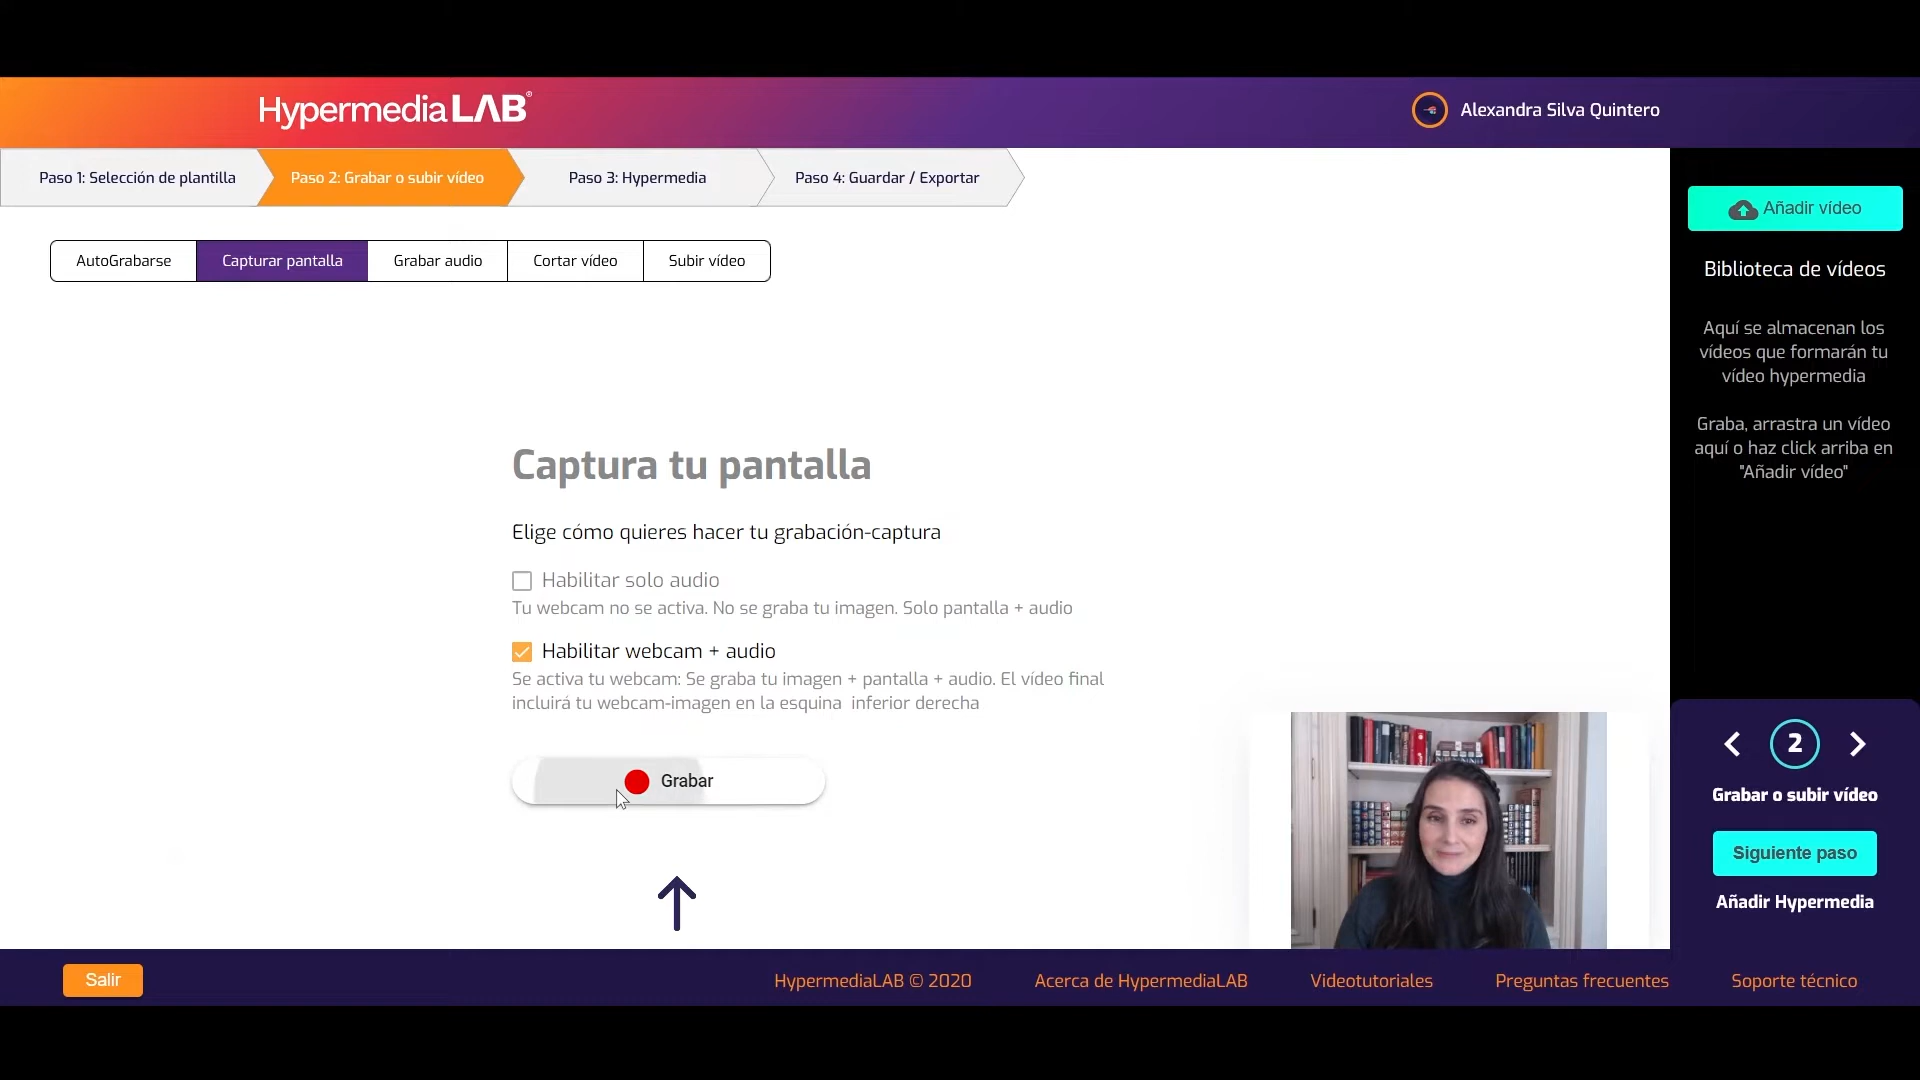 HypermediaLAB®
Alexandra Silva Quintero
Paso 1: Selección de plantilla
Paso 2: Grabar o subir vídeo
Paso 3: Hypermedia
Paso 4: Guardar / Exportar
AutoGrabarse
Capturar pantalla
Grabar audio
Cortar vídeo
Subir vídeo
Captura tu pantalla
Elige cómo quieres hacer tu grabación-captura
Habilitar solo audio
Tu webcam no se activa. No se graba tu imagen. Solo pantalla + audio
Habilitar webcam + audio
Se activa tu webcam: Se graba tu imagen + pantalla + audio. El vídeo final
incluirá tu webcam-imagen en la esquina inferior derecha
Grabar
Añadir vídeo
Biblioteca de vídeos
Aquí se almacenan los
vídeos que formarán tu
vídeo hypermedia
Graba, arrastra un vídeo
aquí o haz click arriba en
"Añadir vídeo"
2
Grabar o subir vídeo
Siguiente paso
Añadir Hypermedia
Salir
HypermediaLAB © 2020
Acerca de HypermediaLAB
Videotutoriales
Preguntas frecuentes
Soporte técnico